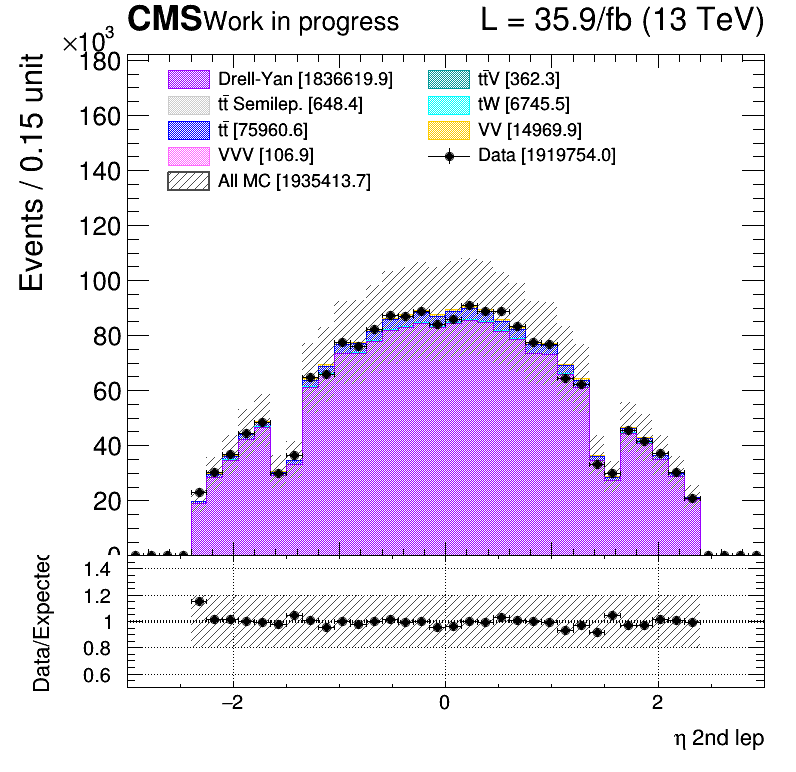 CMS Work in progress L = 35.9/fb (13 TeV)
×10³
Events / 0.15 unit
180
160
140
120
100
80
60
40
20
0
Drell-Yan [1836619.9]
tt̄ Semilep. [648.4]
tt̄ [75960.6]
VVV [106.9]
All MC [1935413.7]
tt̄V [362.3]
tW [6745.5]
VV [14969.9]
Data [1919754.0]
Data/Expected
1.4
1.2
1
0.8
0.6
−2 0 2
η 2nd lep